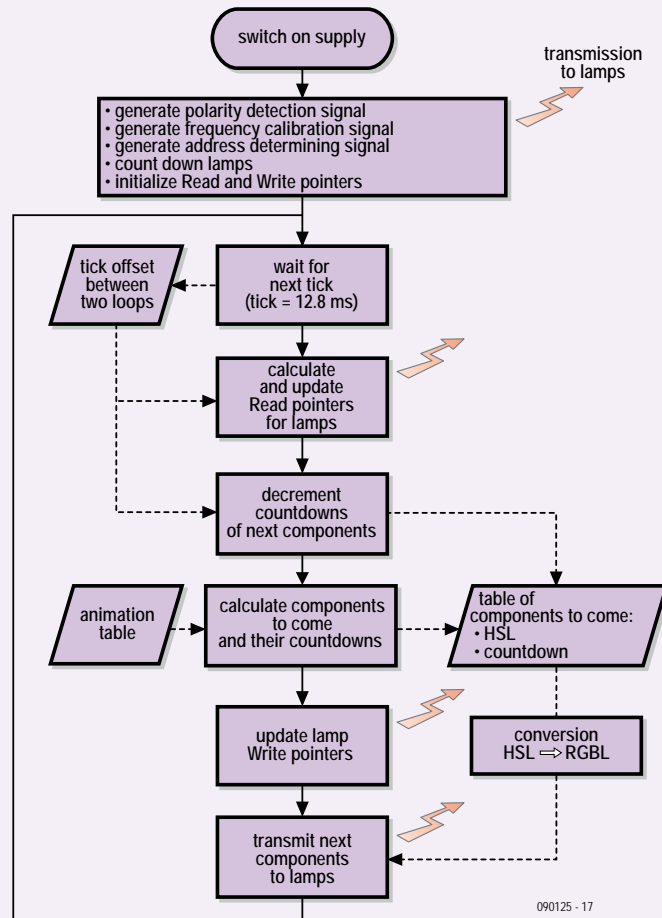 switch on supply
transmission
to lamps
• generate polarity detection signal
• generate frequency calibration signal
• generate address determining signal
• count down lamps
• initialize Read and Write pointers
tick offset
between
two loops
wait for
next tick
(tick = 12.8 ms)
calculate
and update
Read pointers
for lamps
decrement
countdowns
of next components
animation
table
calculate components
to come
and their countdowns
table of
components to come:
• HSL
• countdown
update lamp
Write pointers
conversion
HSL ⇒ RGBL
transmit next
components
to lamps
090125 - 17